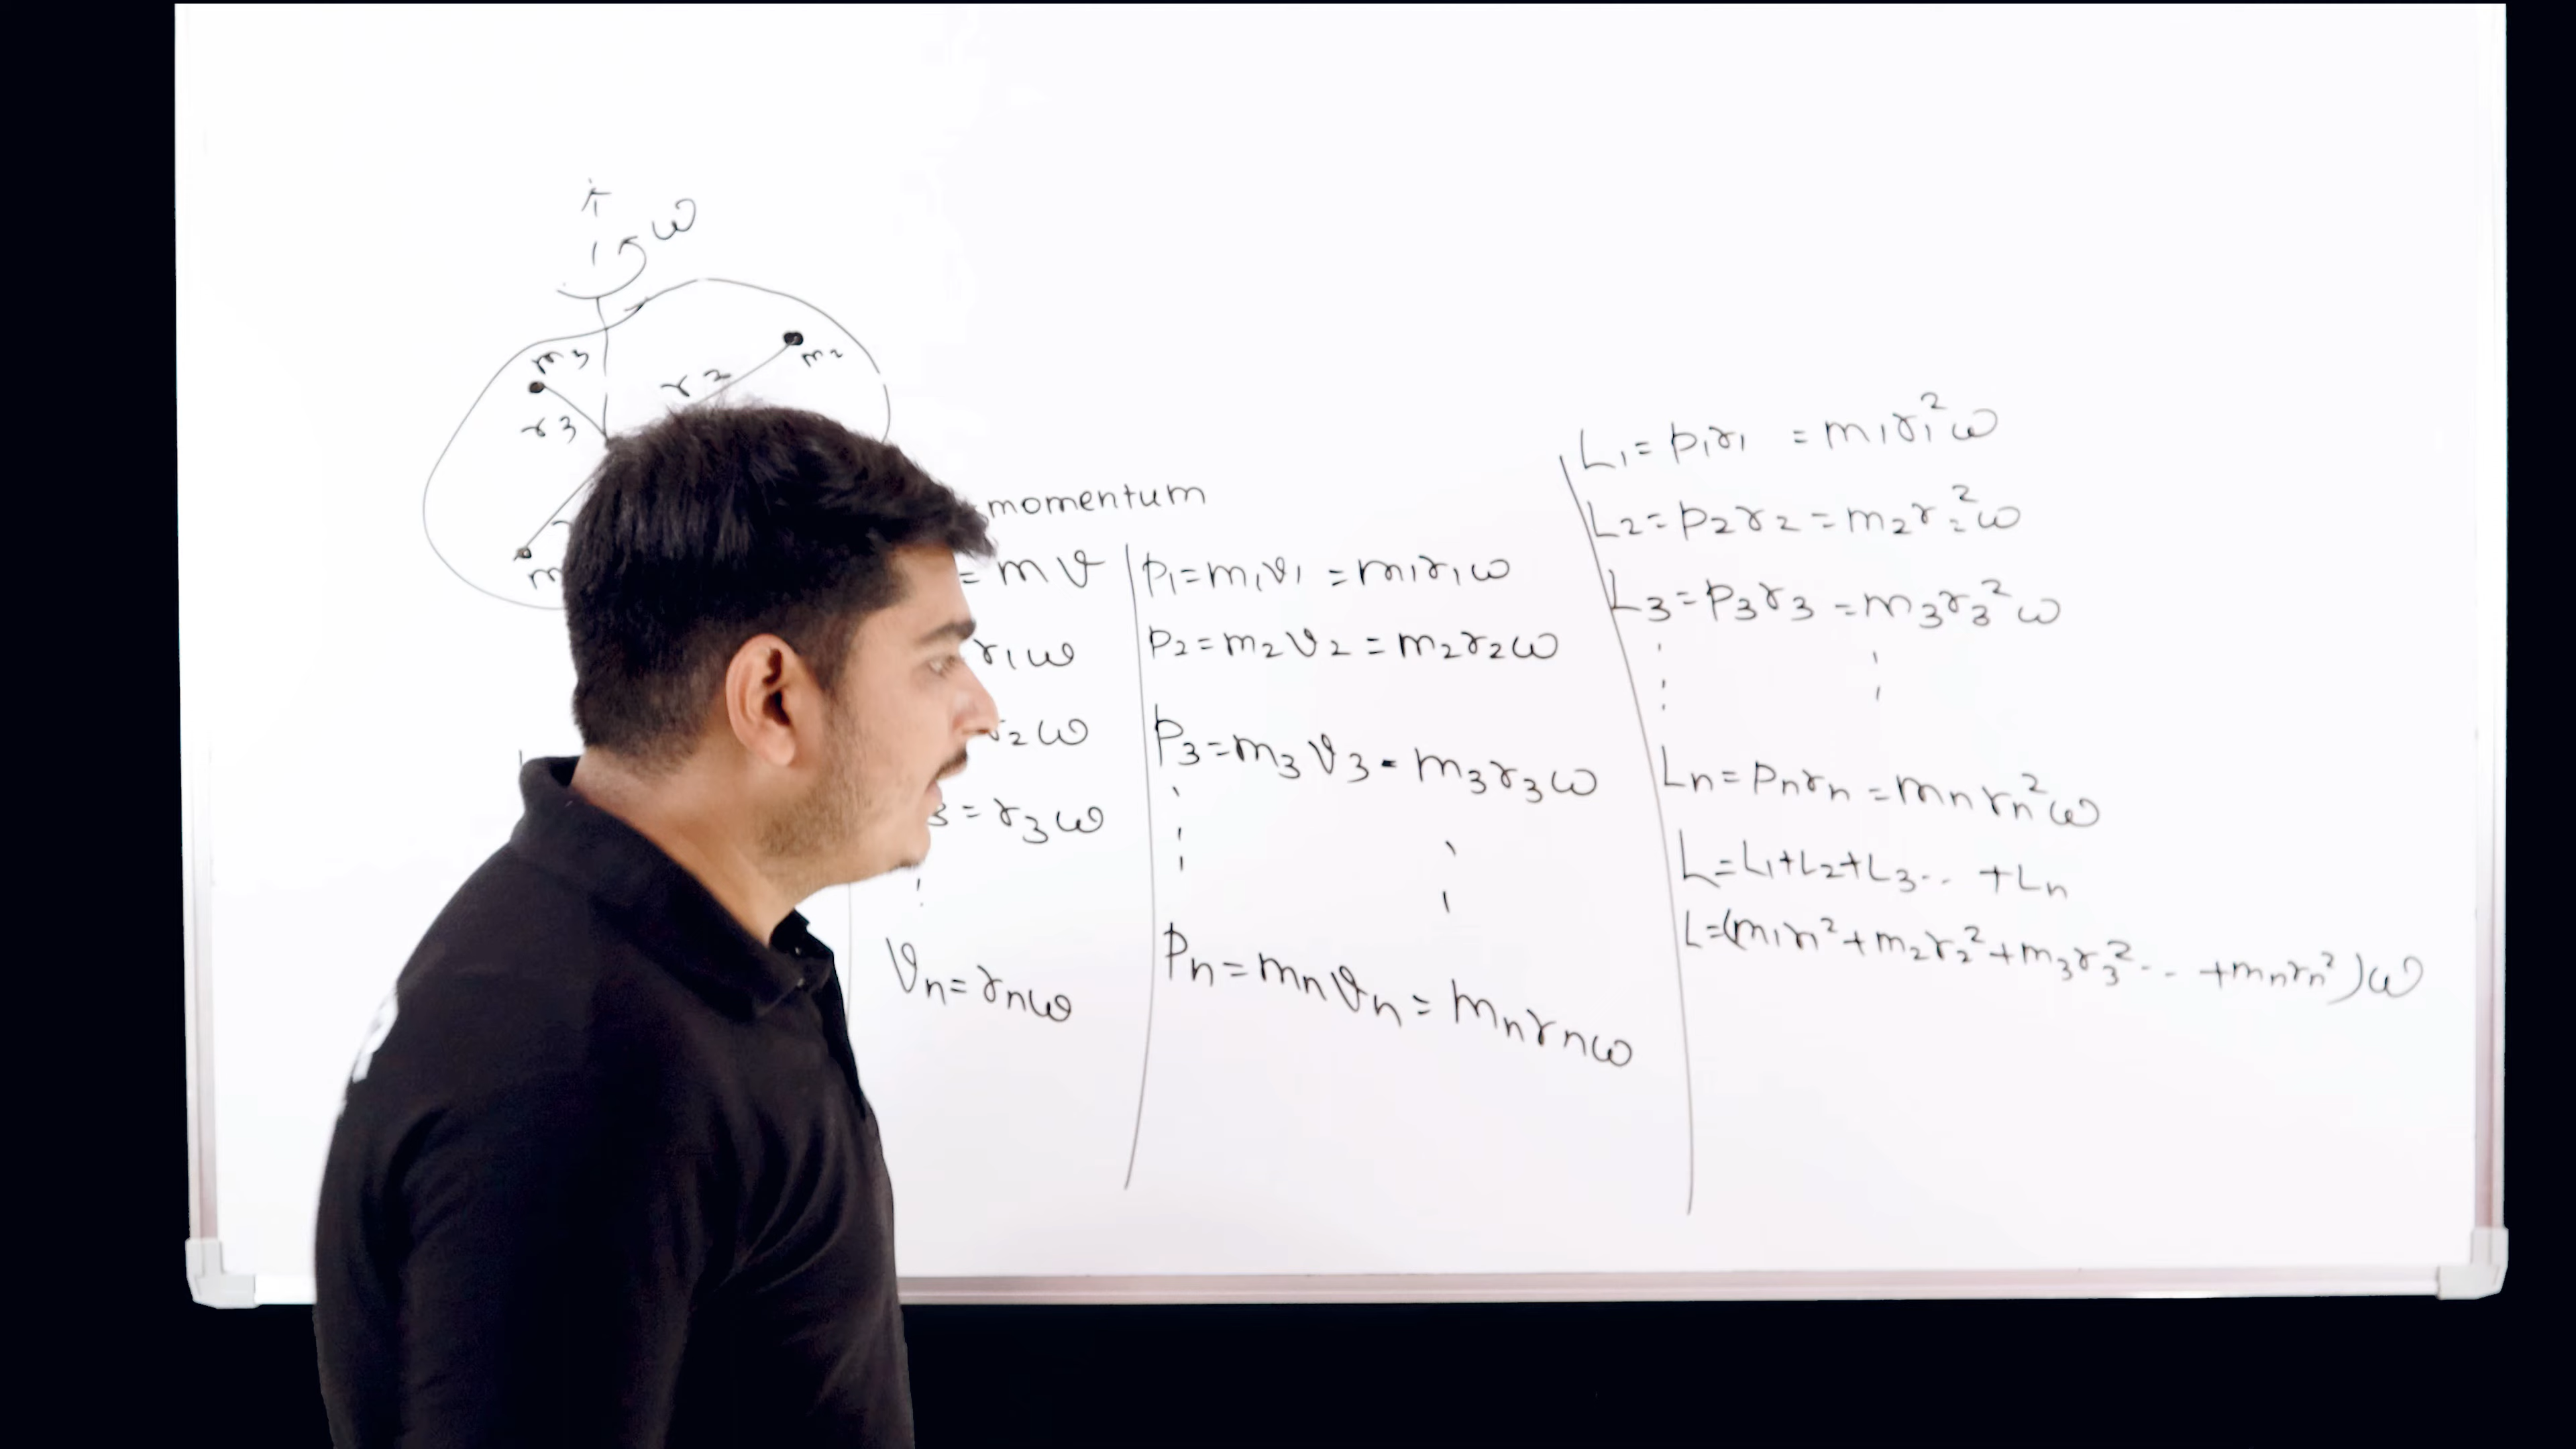 ω
m3
m2
r2
r3
momentum
= mv
r1ω
2ω
3 = r3ω
vn = rnω
p1 = m1v1 = m1r1ω
p2 = m2v2 = m2r2ω
p3 = m3v3 = m3r3ω
pn = mnvn = mnrnω
L1 = p1r1 = m1r1²ω
L2 = p2r2 = m2r2²ω
L3 = p3r3 = m3r3²ω
Ln = pnrn = mnrn²ω
L = L1+L2+L3.. +Ln
L=(m1r1²+m2r2²+m3r3².. +mnrn²)ω